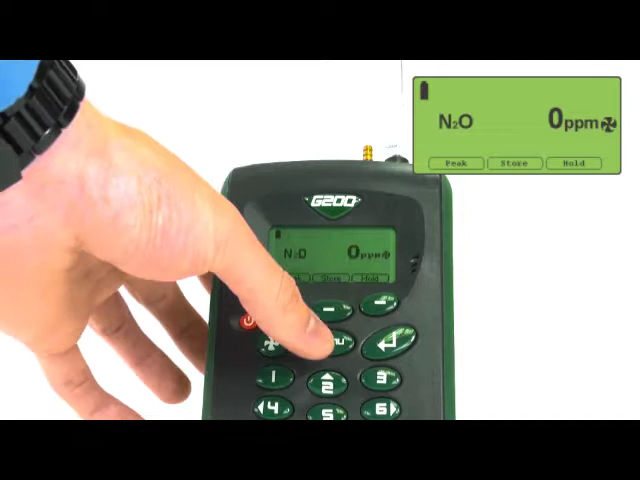 N₂O 0ppm
Peak Store Hold
G200
N₂O 0ppm
Store Hold
1 2 3
4 5 6